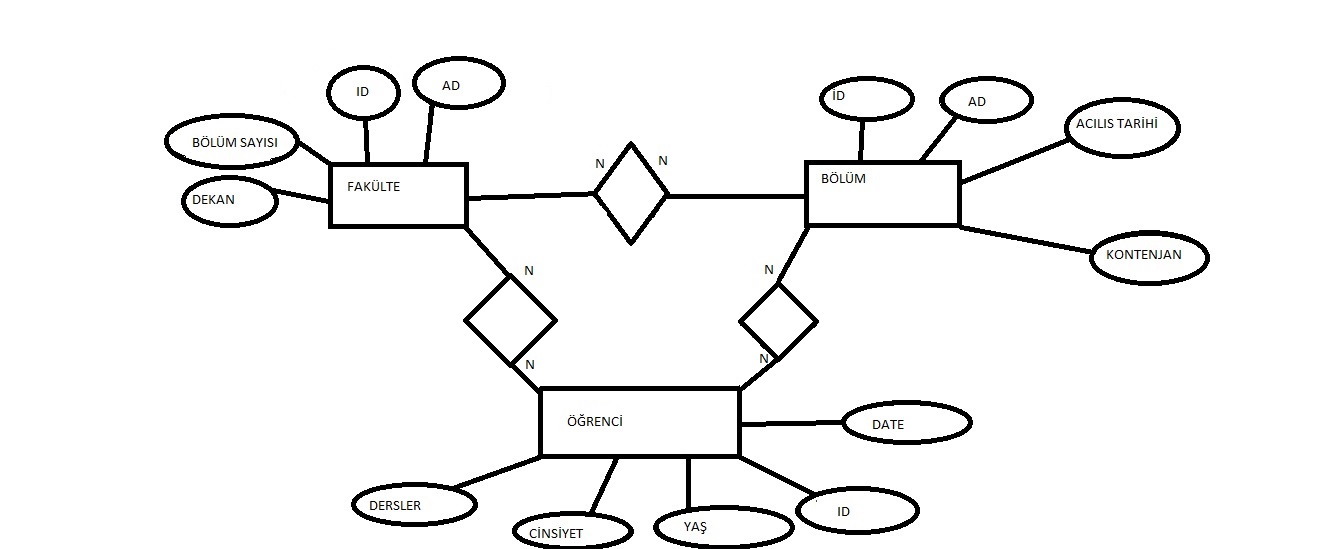 ID
AD
BÖLÜM SAYISI
DEKAN
FAKÜLTE
N
N
İD
AD
ACILIS TARİHİ
BÖLÜM
KONTENJAN
N
N
N
N
ÖĞRENCİ
DATE
DERSLER
CİNSİYET
YAŞ
ID